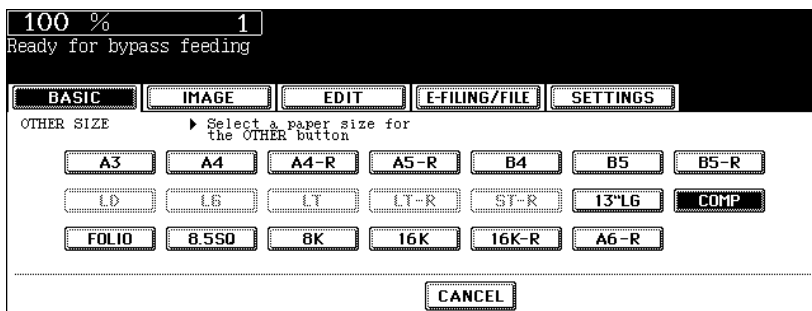 100 % 1
Ready for bypass feeding
BASIC IMAGE EDIT E-FILING/FILE SETTINGS
OTHER SIZE ▶ Select a paper size for
the OTHER button
A3 A4 A4-R A5-R B4 B5 B5-R
LD LG LT LT-R ST-R 13"LG COMP
FOLIO 8.5SQ 8K 16K 16K-R A6-R
CANCEL